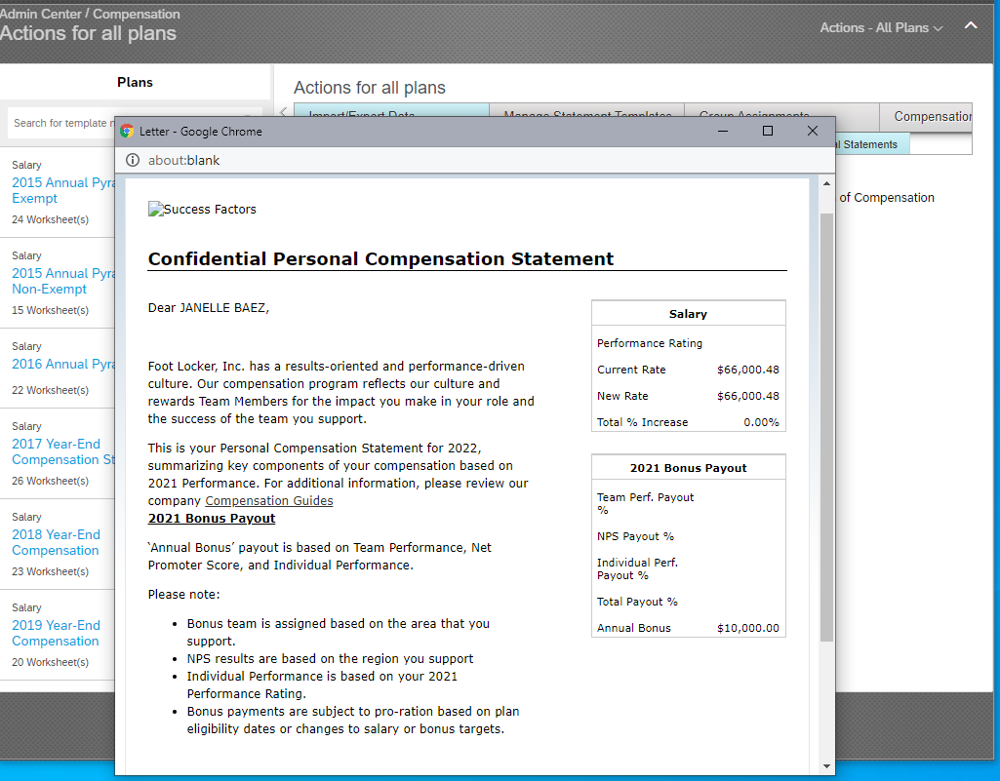 Admin Center / Compensation
Actions for all plans
Actions - All Plans
Plans
Search for template
Salary
2015 Annual Pyra
Exempt
24 Worksheet(s)
Salary
2015 Annual Pyra
Non-Exempt
15 Worksheet(s)
Salary
2016 Annual Pyra
22 Worksheet(s)
Salary
2017 Year-End
Compensation St
26 Worksheet(s)
Salary
2018 Year-End
Compensation
23 Worksheet(s)
Salary
2019 Year-End
Compensation
20 Worksheet(s)
Actions for all plans
Import/Export Data
Manage Statement Templates
Group Assignments
Compensation
al Statements
of Compensation
Letter - Google Chrome
about:blank
Success Factors
Confidential Personal Compensation Statement
Dear JANELLE BAEZ,
Foot Locker, Inc. has a results-oriented and performance-driven
culture. Our compensation program reflects our culture and
rewards Team Members for the impact you make in your role and
the success of the team you support.
This is your Personal Compensation Statement for 2022,
summarizing key components of your compensation based on
2021 Performance. For additional information, please review our
company Compensation Guides
2021 Bonus Payout
‘Annual Bonus’ payout is based on Team Performance, Net
Promoter Score, and Individual Performance.
Please note:
• Bonus team is assigned based on the area that you
support.
• NPS results are based on the region you support
• Individual Performance is based on your 2021
Performance Rating.
• Bonus payments are subject to pro-ration based on plan
eligibility dates or changes to salary or bonus targets.
Salary
Performance Rating
Current Rate $66,000.48
New Rate $66,000.48
Total % Increase 0.00%
2021 Bonus Payout
Team Perf. Payout
%
NPS Payout %
Individual Perf.
Payout %
Total Payout %
Annual Bonus $10,000.00